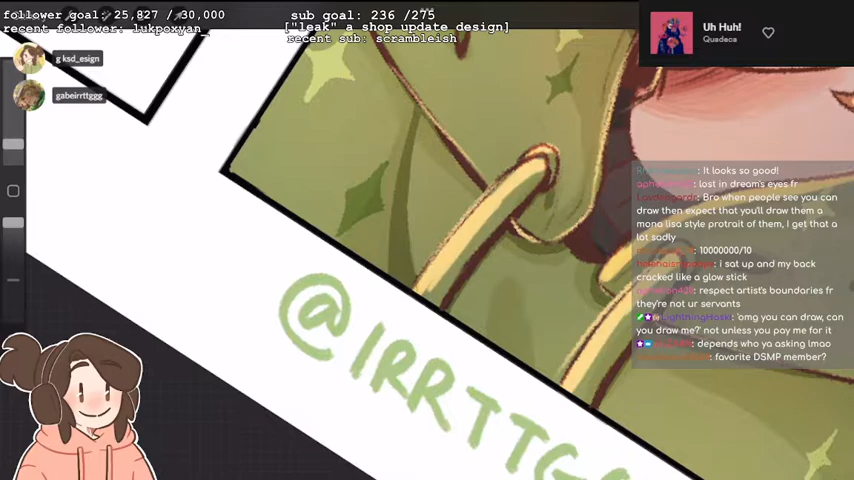 follower goal: 25,827 / 30,000
recent follower: lukpoxyan_
sub goal: 236 /275
["leak" a shop update design]
recent sub: scrambleish
Uh Huh!
Quadeca
g ksd_esign
gabeirrttggg
: It looks so good!
: lost in dream's eyes fr
: Bro when people see you can
draw then expect that you'll draw them a
mona lisa style protrait of them, I get that a
lot sadly
: 10000000/10
: i sat up and my back
cracked like a glow stick
: respect artist's boundaries fr
they're not ur servants
: 'omg you can draw, can
you draw me?' not unless you pay me for it
: depends who ya asking lmao
: favorite DSMP member?
@IRRTTG